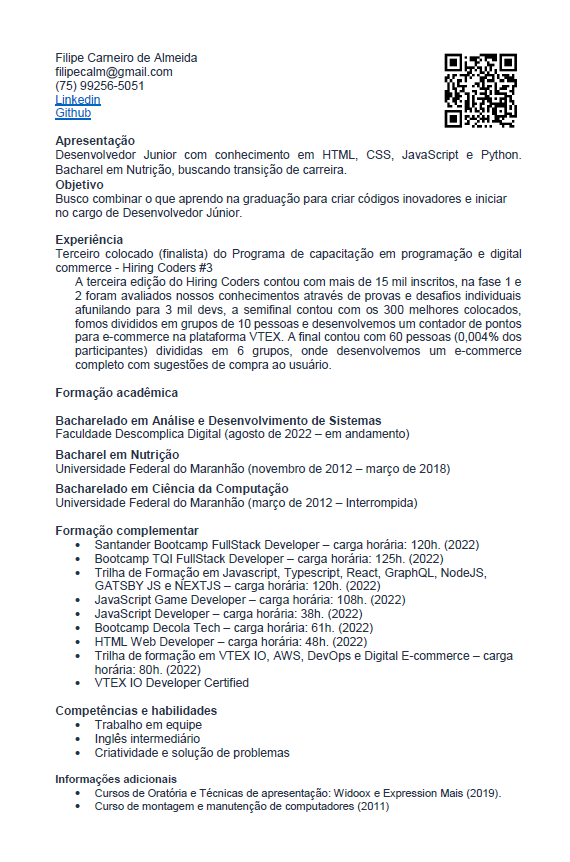 Filipe Carneiro de Almeida
filipecalm@gmail.com
(75) 99256-5051
Linkedin
Github
Apresentação
Desenvolvedor Junior com conhecimento em HTML, CSS, JavaScript e Python.
Bacharel em Nutrição, buscando transição de carreira.
Objetivo
Busco combinar o que aprendo na graduação para criar códigos inovadores e iniciar
no cargo de Desenvolvedor Júnior.
Experiência
Terceiro colocado (finalista) do Programa de capacitação em programação e digital
commerce - Hiring Coders #3
A terceira edição do Hiring Coders contou com mais de 15 mil inscritos, na fase 1 e
2 foram avaliados nossos conhecimentos através de provas e desafios individuais
afunilando para 3 mil devs, a semifinal contou com os 300 melhores colocados,
fomos divididos em grupos de 10 pessoas e desenvolvemos um contador de pontos
para e-commerce na plataforma VTEX. A final contou com 60 pessoas (0,004% dos
participantes) divididas em 6 grupos, onde desenvolvemos um e-commerce
completo com sugestões de compra ao usuário.
Formação acadêmica
Bacharelado em Análise e Desenvolvimento de Sistemas
Faculdade Descomplica Digital (agosto de 2022 – em andamento)
Bacharel em Nutrição
Universidade Federal do Maranhão (novembro de 2012 – março de 2018)
Bacharelado em Ciência da Computação
Universidade Federal do Maranhão (março de 2012 – Interrompida)
Formação complementar
• Santander Bootcamp FullStack Developer – carga horária: 120h. (2022)
• Bootcamp TQI FullStack Developer – carga horária: 125h. (2022)
• Trilha de Formação em Javascript, Typescript, React, GraphQL, NodeJS,
GATSBY JS e NEXTJS – carga horária: 120h. (2022)
• JavaScript Game Developer – carga horária: 108h. (2022)
• JavaScript Developer – carga horária: 38h. (2022)
• Bootcamp Decola Tech – carga horária: 61h. (2022)
• HTML Web Developer – carga horária: 48h. (2022)
• Trilha de formação em VTEX IO, AWS, DevOps e Digital E-commerce – carga
horária: 80h. (2022)
• VTEX IO Developer Certified
Competências e habilidades
• Trabalho em equipe
• Inglês intermediário
• Criatividade e solução de problemas
Informações adicionais
• Cursos de Oratória e Técnicas de apresentação: Widoox e Expression Mais (2019).
• Curso de montagem e manutenção de computadores (2011)